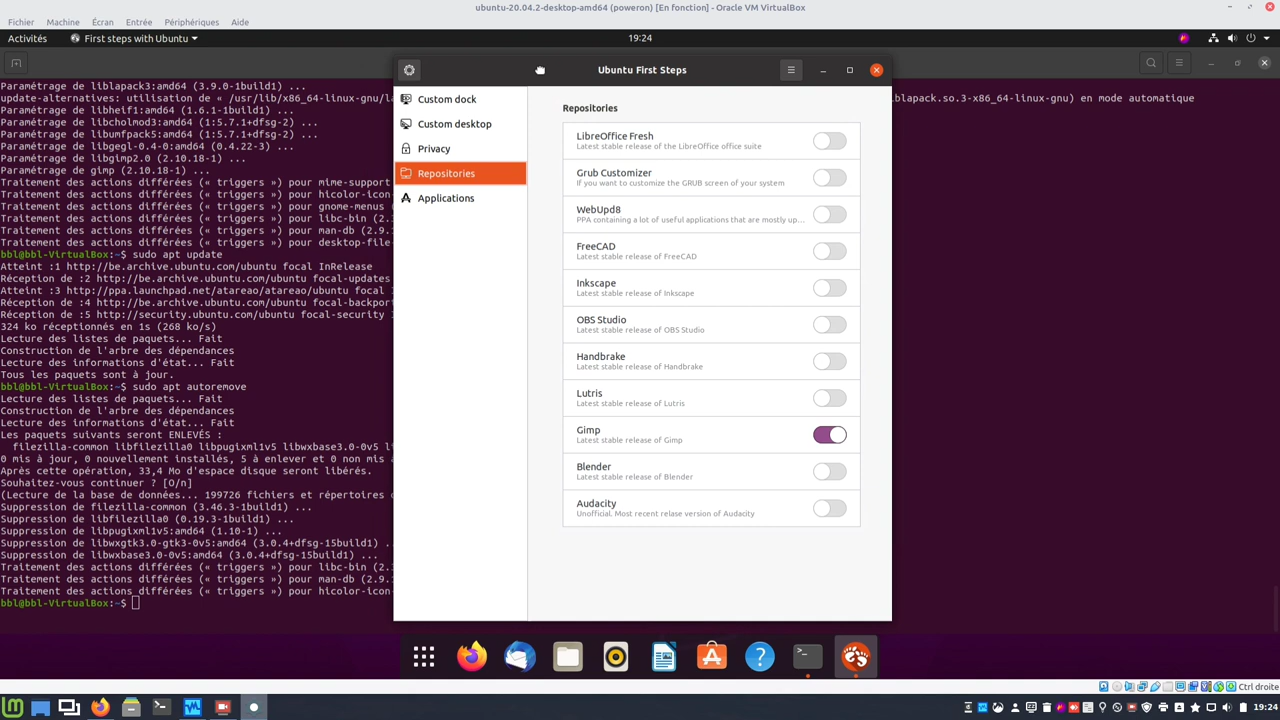 ubuntu-20.04.2-desktop-amd64 (poweron) [En fonction] - Oracle VM VirtualBox
Fichier Machine Écran Entrée Périphériques Aide
Activités First steps with Ubuntu 19:24
Paramétrage de liblapack3:amd64 (3.9.0-1build1) ...
update-alternatives: utilisation de « /usr/lib/x86_64-linux-gnu/la
blapack.so.3-x86_64-linux-gnu) en mode automatique
Paramétrage de libheif1:amd64 (1.6.1-1build1) ...
Paramétrage de libcholmod3:amd64 (1:5.7.1+dfsg-2) ...
Paramétrage de libumfpack5:amd64 (1:5.7.1+dfsg-2) ...
Paramétrage de libgegl-0.4-0:amd64 (0.4.22-3) ...
Paramétrage de libgimp2.0 (2.10.18-1) ...
Paramétrage de gimp (2.10.18-1) ...
Traitement des actions différées (« triggers ») pour mime-support
Traitement des actions différées (« triggers ») pour hicolor-icon-
Traitement des actions différées (« triggers ») pour gnome-menus (
Traitement des actions différées (« triggers ») pour libc-bin (2.3
Traitement des actions différées (« triggers ») pour man-db (2.9.1
Traitement des actions différées (« triggers ») pour desktop-file-
bbl@bbl-VirtualBox:~$ sudo apt update
Atteint :1 http://be.archive.ubuntu.com/ubuntu focal InRelease
Réception de :2 http://be.archive.ubuntu.com/ubuntu focal-updates
Atteint :3 http://ppa.launchpad.net/atareao/atareao/ubuntu focal I
Réception de :4 http://be.archive.ubuntu.com/ubuntu focal-backport
Réception de :5 http://security.ubuntu.com/ubuntu focal-security I
324 ko réceptionnés en 1s (268 ko/s)
Lecture des listes de paquets... Fait
Construction de l'arbre des dépendances
Lecture des informations d'état... Fait
Tous les paquets sont à jour.
bbl@bbl-VirtualBox:~$ sudo apt autoremove
Lecture des listes de paquets... Fait
Construction de l'arbre des dépendances
Lecture des informations d'état... Fait
Les paquets suivants seront ENLEVÉS :
filezilla-common libfilezilla0 libpugixml1v5 libwxbase3.0-0v5 l
0 mis à jour, 0 nouvellement installés, 5 à enlever et 0 non mis à
Après cette opération, 33,4 Mo d'espace disque seront libérés.
Souhaitez-vous continuer ? [O/n]
(Lecture de la base de données... 199726 fichiers et répertoires d
Suppression de filezilla-common (3.46.3-1build1) ...
Suppression de libfilezilla0 (0.19.3-1build1) ...
Suppression de libpugixml1v5:amd64 (1.10-1) ...
Suppression de libwxgtk3.0-gtk3-0v5:amd64 (3.0.4+dfsg-15build1) ..
Suppression de libwxbase3.0-0v5:amd64 (3.0.4+dfsg-15build1) ...
Traitement des actions différées (« triggers ») pour libc-bin (2.3
Traitement des actions différées (« triggers ») pour man-db (2.9.1
Traitement des actions différées (« triggers ») pour hicolor-icon-
bbl@bbl-VirtualBox:~$
Ubuntu First Steps
Custom dock
Custom desktop
Privacy
Repositories
Applications
Repositories
LibreOffice Fresh
Latest stable release of the LibreOffice office suite
Grub Customizer
If you want to customize the GRUB screen of your system
WebUpd8
PPA containing a lot of useful applications that are mostly up...
FreeCAD
Latest stable release of FreeCAD
Inkscape
Latest stable release of Inkscape
OBS Studio
Latest stable release of OBS Studio
Handbrake
Latest stable release of Handbrake
Lutris
Latest stable release of Lutris
Gimp
Latest stable release of Gimp
Blender
Latest stable release of Blender
Audacity
Unofficial. Most recent relase version of Audacity
Ctrl droite
19:24